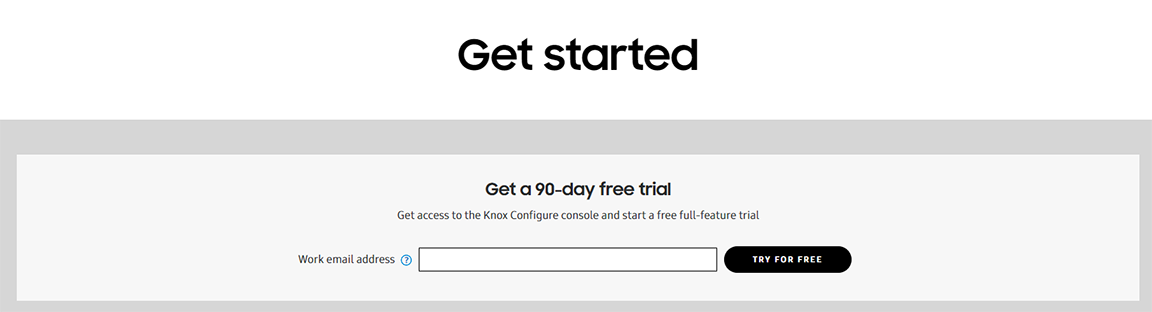 Get started
Get a 90-day free trial
Get access to the Knox Configure console and start a free full-feature trial
Work email address ? TRY FOR FREE